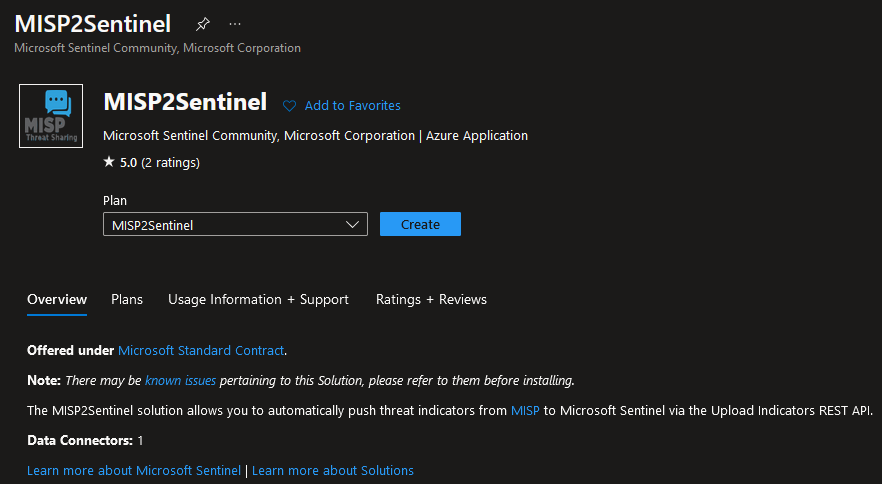 MISP2Sentinel
Microsoft Sentinel Community, Microsoft Corporation
MISP
Threat Sharing
MISP2Sentinel
Add to Favorites
Microsoft Sentinel Community, Microsoft Corporation | Azure Application
★ 5.0 (2 ratings)
Plan
MISP2Sentinel
Create
Overview Plans Usage Information + Support Ratings + Reviews
Offered under Microsoft Standard Contract.
Note: There may be known issues pertaining to this Solution, please refer to them before installing.
The MISP2Sentinel solution allows you to automatically push threat indicators from MISP to Microsoft Sentinel via the Upload Indicators REST API.
Data Connectors: 1
Learn more about Microsoft Sentinel | Learn more about Solutions